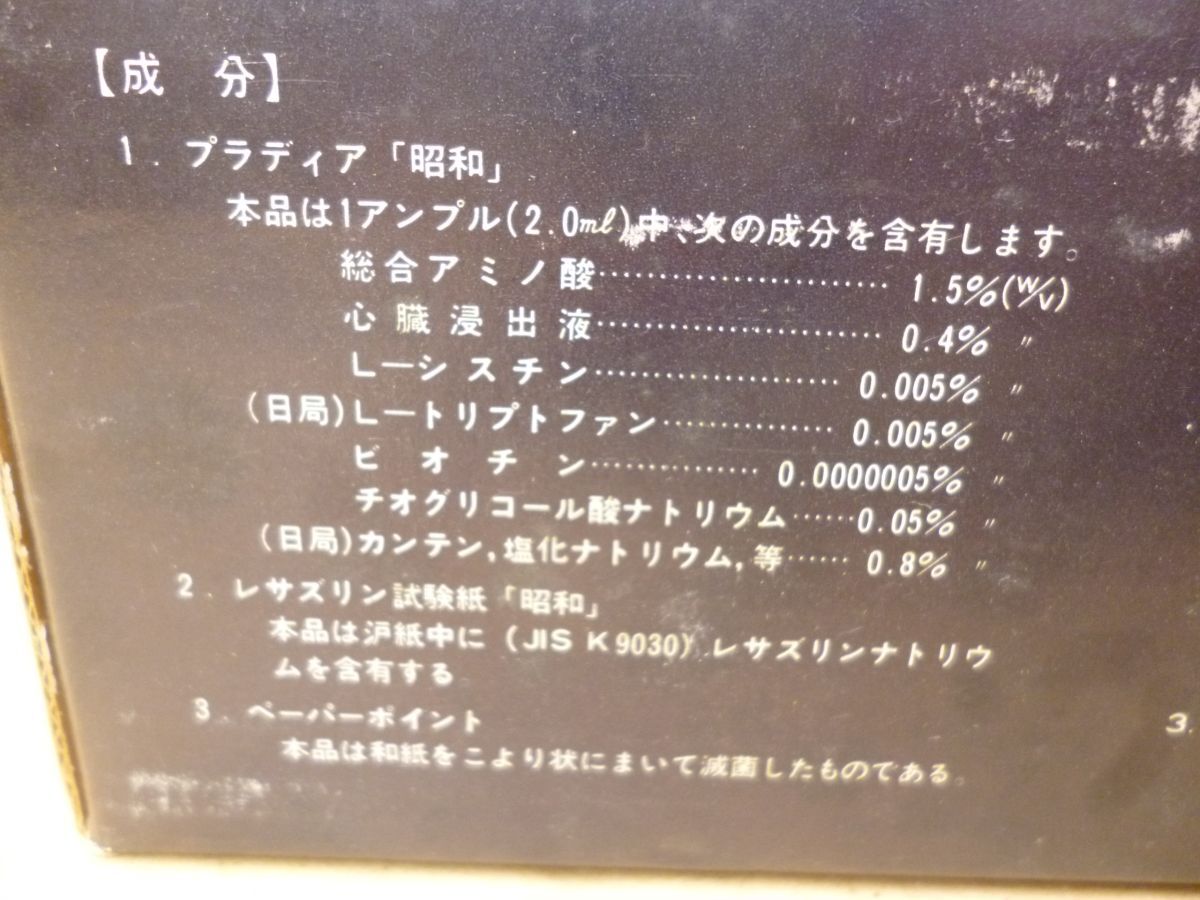 【成 分】
1. プラディア「昭和」
本品は1アンプル(2.0ml)中、次の成分を含有します。
総合アミノ酸…………………… 1.5%(W/V)
心臓浸出液…………………… 0.4% 〃
L―シスチン………………… 0.005% 〃
(日局)L―トリプトファン…………… 0.005% 〃
ビオチン…………… 0.0000005% 〃
チオグリコール酸ナトリウム……0.05% 〃
(日局)カンテン,塩化ナトリウム,等…… 0.8% 〃
2. レサズリン試験紙「昭和」
本品は沪紙中に (JIS K 9030) レサズリンナトリウ
ムを含有する
3. ペーパーポイント
本品は和紙をこより状にまいて滅菌したものである。
3.